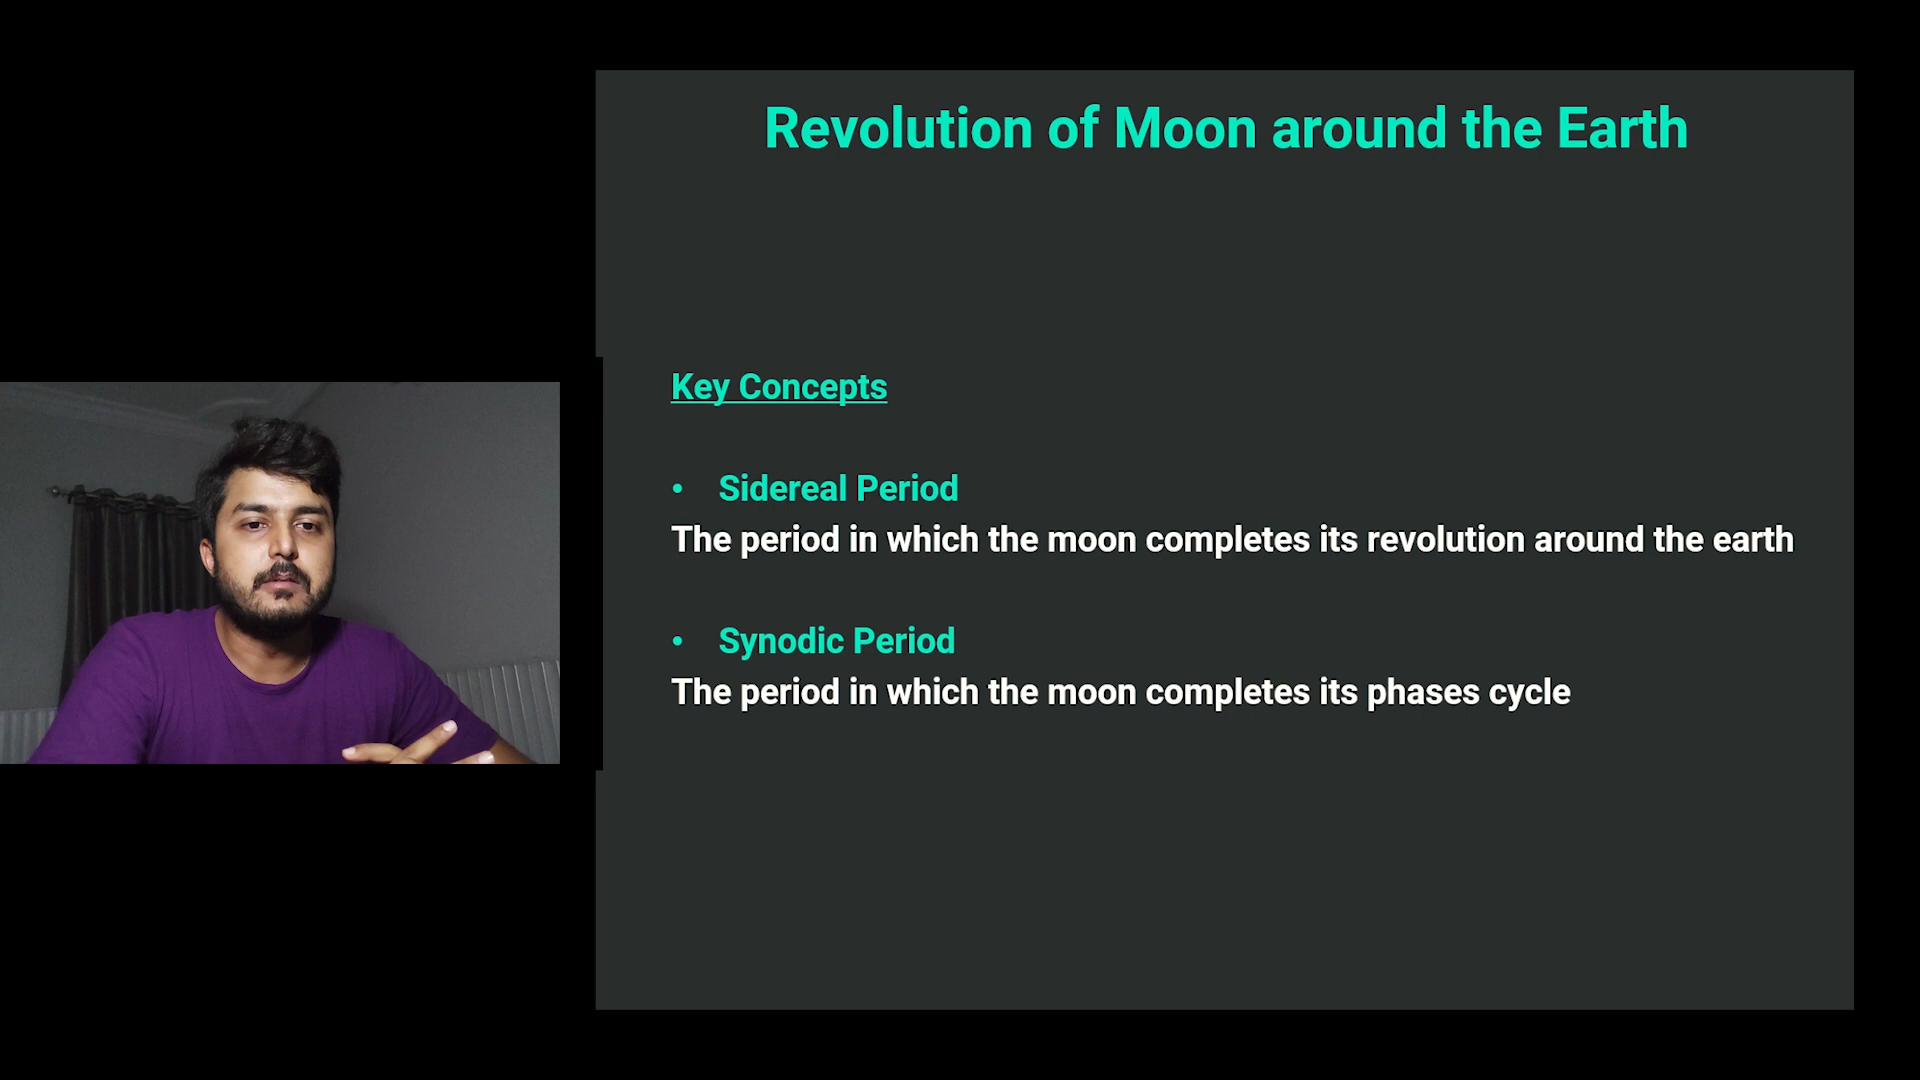 Revolution of Moon around the Earth
Key Concepts
• Sidereal Period
The period in which the moon completes its revolution around the earth
• Synodic Period
The period in which the moon completes its phases cycle